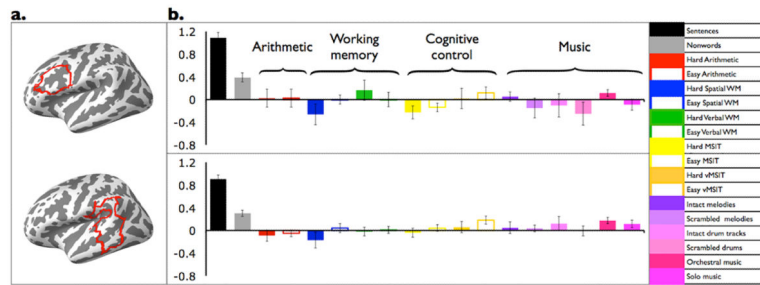 a.
b.
1.2
0.8
0.4
0
-0.4
-0.8
Arithmetic
Working
memory
Cognitive
control
Music
1.2
0.8
0.4
0
-0.4
-0.8
Sentences
Nonwords
Hard Arithmetic
Easy Arithmetic
Hard Spatial WM
Easy Spatial WM
Hard Verbal WM
Easy Verbal WM
Hard MSIT
Easy MSIT
Hard vMSIT
Easy vMSIT
Intact melodies
Scrambled melodies
Intact drum tracks
Scrambled drums
Orchestral music
Solo music